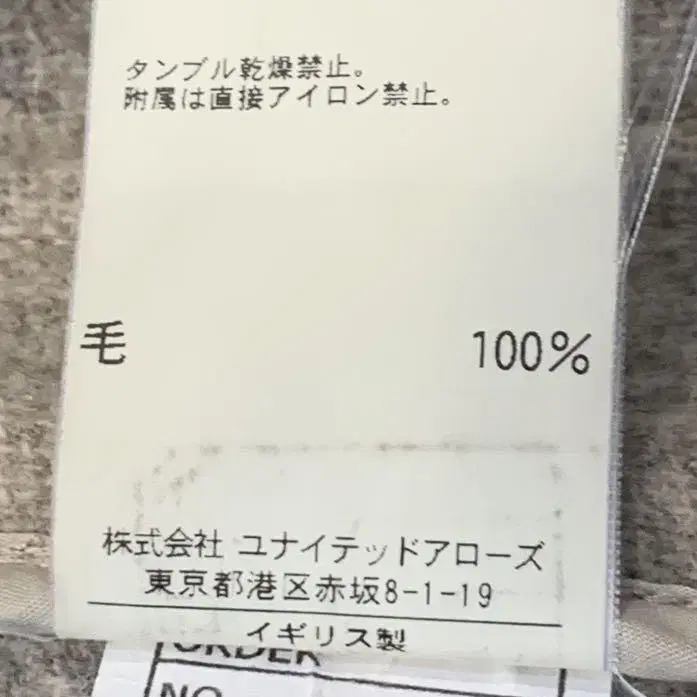 タンブル乾燥禁止。
附属は直接アイロン禁止。
毛 100%
株式会社 ユナイテッドアローズ
東京都港区赤坂8-1-19
イギリス製
ORDER
NO